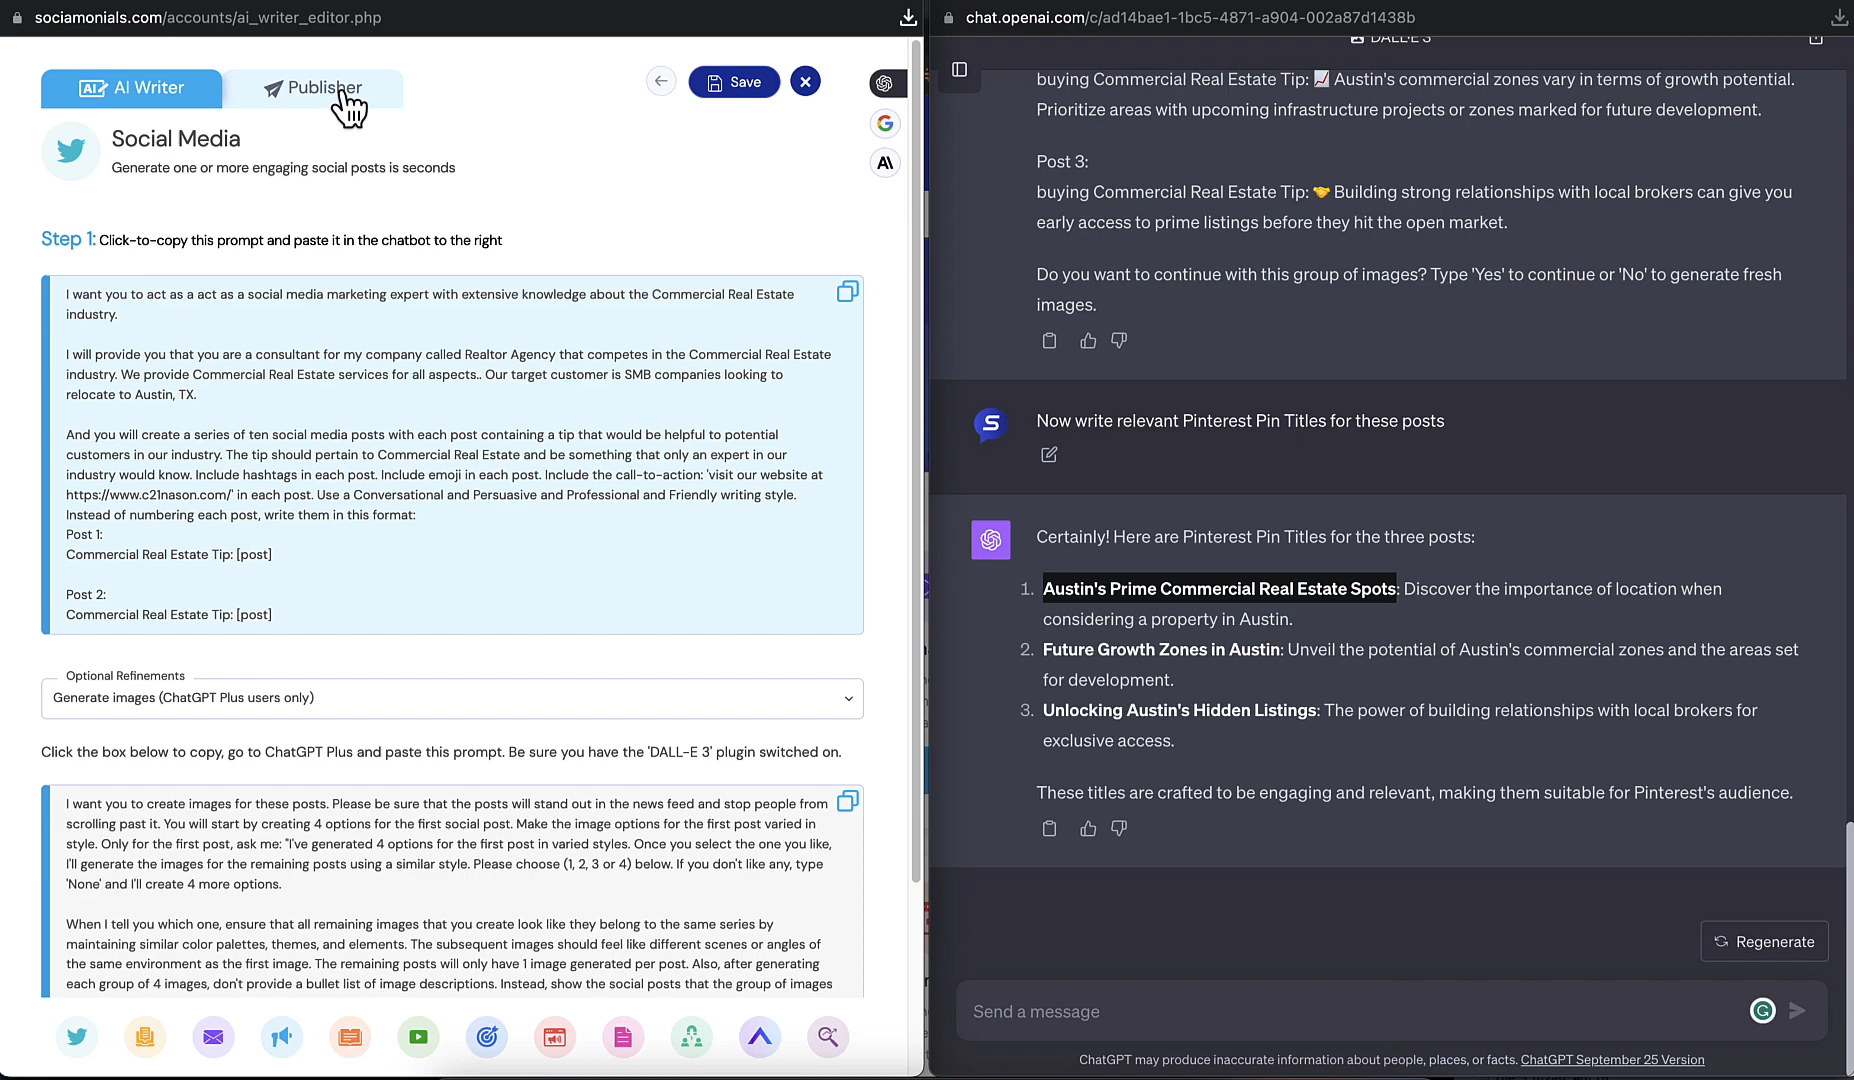 sociamonials.com/accounts/ai_writer_editor.php
AI Writer
Publisher
Save
Social Media
Generate one or more engaging social posts is seconds
Step 1: Click-to-copy this prompt and paste it in the chatbot to the right
I want you to act as a act as a social media marketing expert with extensive knowledge about the Commercial Real Estate
industry.
I will provide you that you are a consultant for my company called Realtor Agency that competes in the Commercial Real Estate
industry. We provide Commercial Real Estate services for all aspects.. Our target customer is SMB companies looking to
relocate to Austin, TX.
And you will create a series of ten social media posts with each post containing a tip that would be helpful to potential
customers in our industry. The tip should pertain to Commercial Real Estate and be something that only an expert in our
industry would know. Include hashtags in each post. Include emoji in each post. Include the call-to-action: 'visit our website at
https://www.c21nason.com/' in each post. Use a Conversational and Persuasive and Professional and Friendly writing style.
Instead of numbering each post, write them in this format:
Post 1:
Commercial Real Estate Tip: [post]
Post 2:
Commercial Real Estate Tip: [post]
Optional Refinements
Generate images (ChatGPT Plus users only)
Click the box below to copy, go to ChatGPT Plus and paste this prompt. Be sure you have the 'DALL-E 3' plugin switched on.
I want you to create images for these posts. Please be sure that the posts will stand out in the news feed and stop people from
scrolling past it. You will start by creating 4 options for the first social post. Make the image options for the first post varied in
style. Only for the first post, ask me: "I've generated 4 options for the first post in varied styles. Once you select the one you like,
I'll generate the images for the remaining posts using a similar style. Please choose (1, 2, 3 or 4) below. If you don't like any, type
'None' and I'll create 4 more options.
When I tell you which one, ensure that all remaining images that you create look like they belong to the same series by
maintaining similar color palettes, themes, and elements. The subsequent images should feel like different scenes or angles of
the same environment as the first image. The remaining posts will only have 1 image generated per post. Also, after generating
each group of 4 images, don't provide a bullet list of image descriptions. Instead, show the social posts that the group of images
chat.openai.com/c/ad14bae1-1bc5-4871-a904-002a87d1438b
DALL·E 3
buying Commercial Real Estate Tip: 📈 Austin's commercial zones vary in terms of growth potential.
Prioritize areas with upcoming infrastructure projects or zones marked for future development.
Post 3:
buying Commercial Real Estate Tip: 🤝 Building strong relationships with local brokers can give you
early access to prime listings before they hit the open market.
Do you want to continue with this group of images? Type 'Yes' to continue or 'No' to generate fresh
images.
Now write relevant Pinterest Pin Titles for these posts
Certainly! Here are Pinterest Pin Titles for the three posts:
1. Austin's Prime Commercial Real Estate Spots: Discover the importance of location when
considering a property in Austin.
2. Future Growth Zones in Austin: Unveil the potential of Austin's commercial zones and the areas set
for development.
3. Unlocking Austin's Hidden Listings: The power of building relationships with local brokers for
exclusive access.
These titles are crafted to be engaging and relevant, making them suitable for Pinterest's audience.
Regenerate
Send a message
ChatGPT may produce inaccurate information about people, places, or facts. ChatGPT September 25 Version